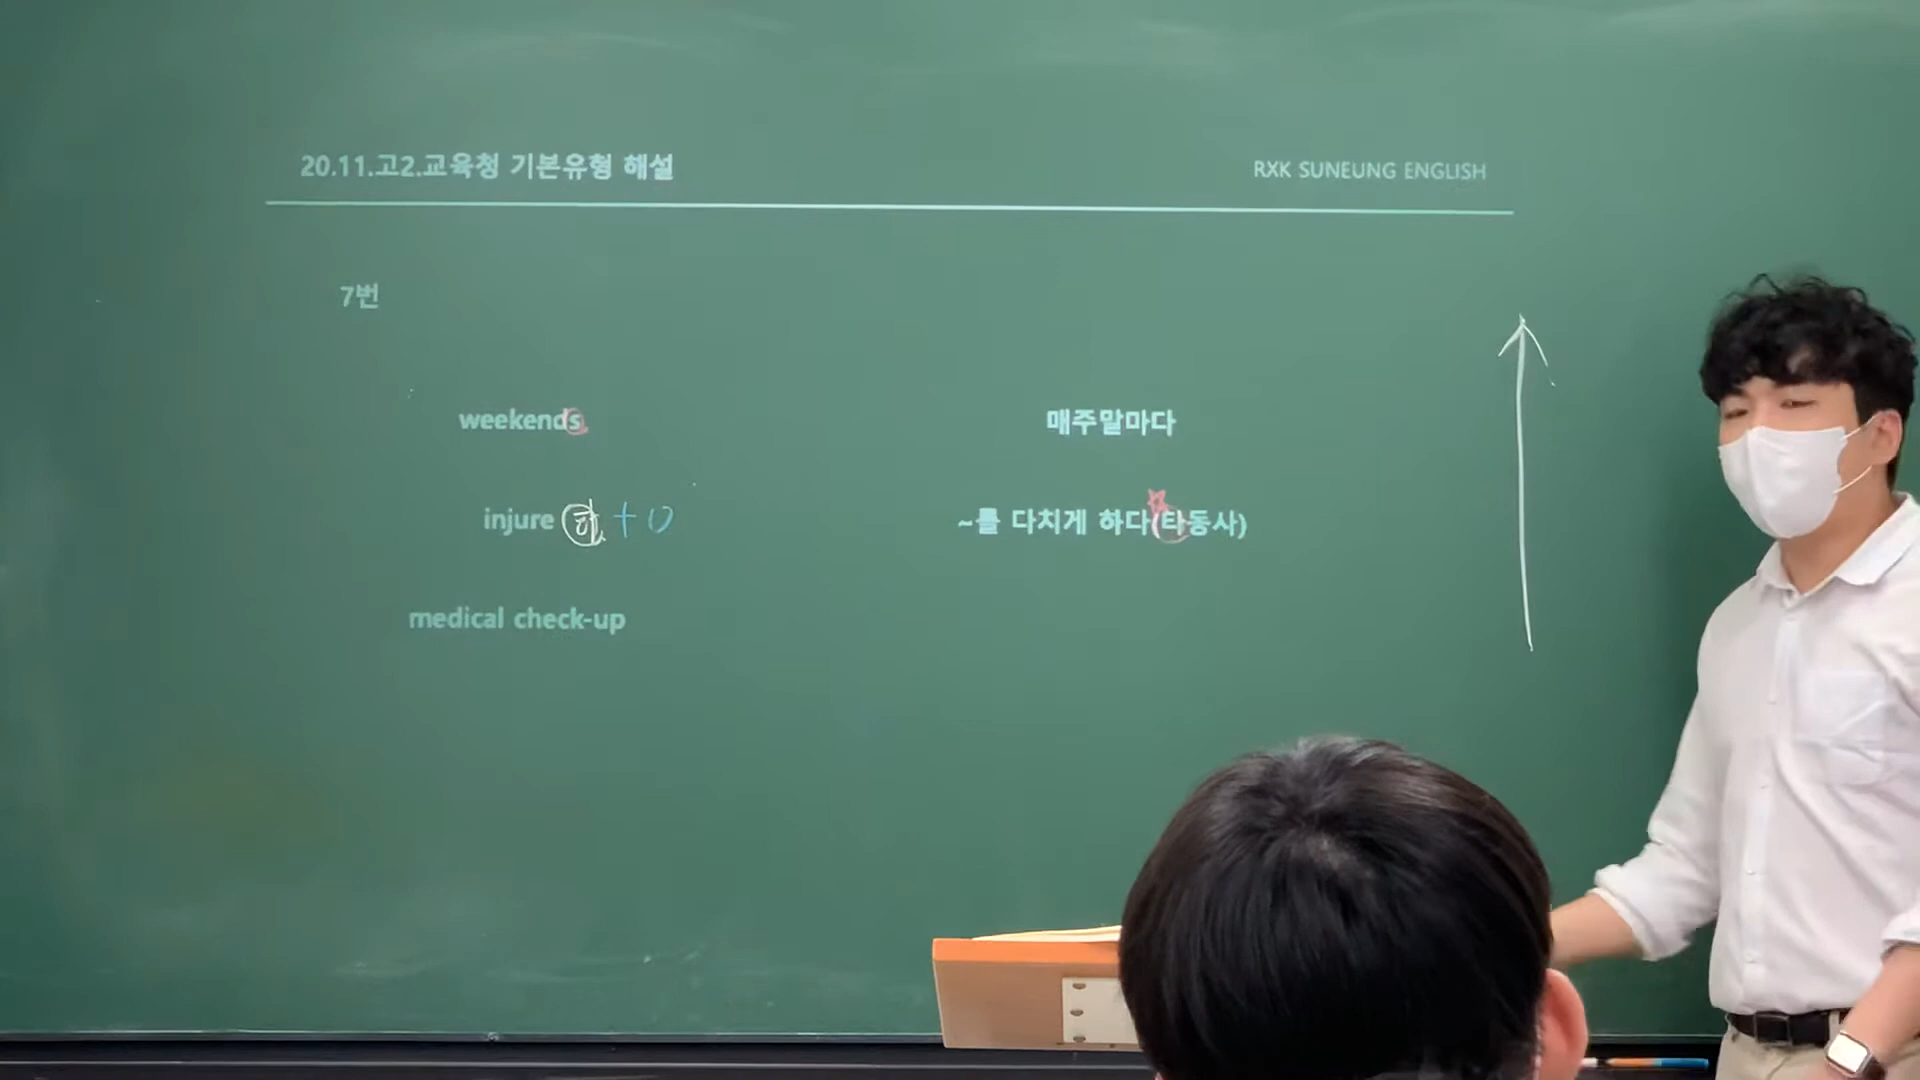 20.11.고2.교육청 기본유형 해설
RXK SUNEUNG ENGLISH
7번
weekends 매주말마다
injure 타 + O ~를 다치게 하다(타동사)
medical check-up